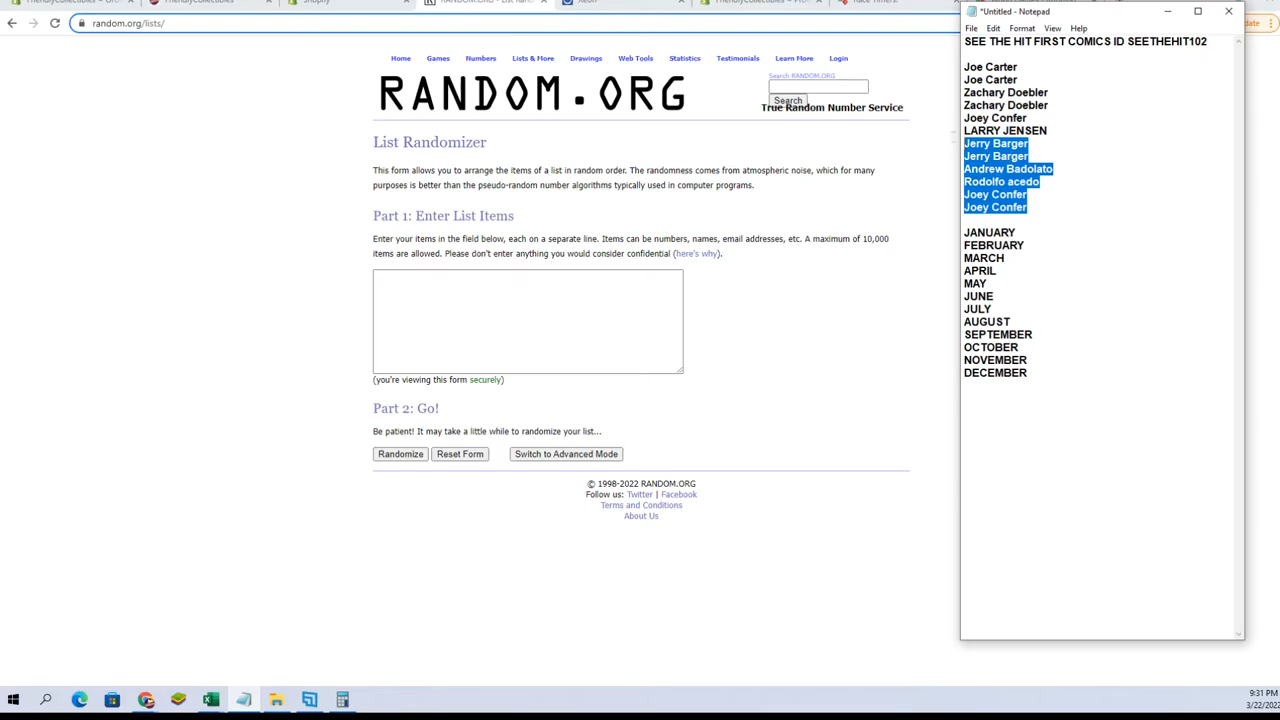 shopify
RANDOM.ORG - List Ran
Race Timers:
*Untitled - Notepad
random.org/lists/
File Edit Format View Help
SEE THE HIT FIRST COMICS ID SEETHEHIT102
Joe Carter
Joe Carter
Zachary Doebler
Zachary Doebler
Joey Confer
LARRY JENSEN
Jerry Barger
Jerry Barger
Andrew Badolato
Rodolfo acedo
Joey Confer
Joey Confer
JANUARY
FEBRUARY
MARCH
APRIL
MAY
JUNE
JULY
AUGUST
SEPTEMBER
OCTOBER
NOVEMBER
DECEMBER
Home Games Numbers Lists & More Drawings Web Tools Statistics Testimonials Learn More Login
RANDOM.ORG
Search RANDOM.ORG
Search
True Random Number Service
List Randomizer
This form allows you to arrange the items of a list in random order. The randomness comes from atmospheric noise, which for many
purposes is better than the pseudo-random number algorithms typically used in computer programs.
Part 1: Enter List Items
Enter your items in the field below, each on a separate line. Items can be numbers, names, email addresses, etc. A maximum of 10,000
items are allowed. Please don't enter anything you would consider confidential (here's why).
(you're viewing this form securely)
Part 2: Go!
Be patient! It may take a little while to randomize your list...
Randomize Reset Form Switch to Advanced Mode
© 1998-2022 RANDOM.ORG
Follow us: Twitter | Facebook
Terms and Conditions
About Us
9:31 PM
3/22/2022